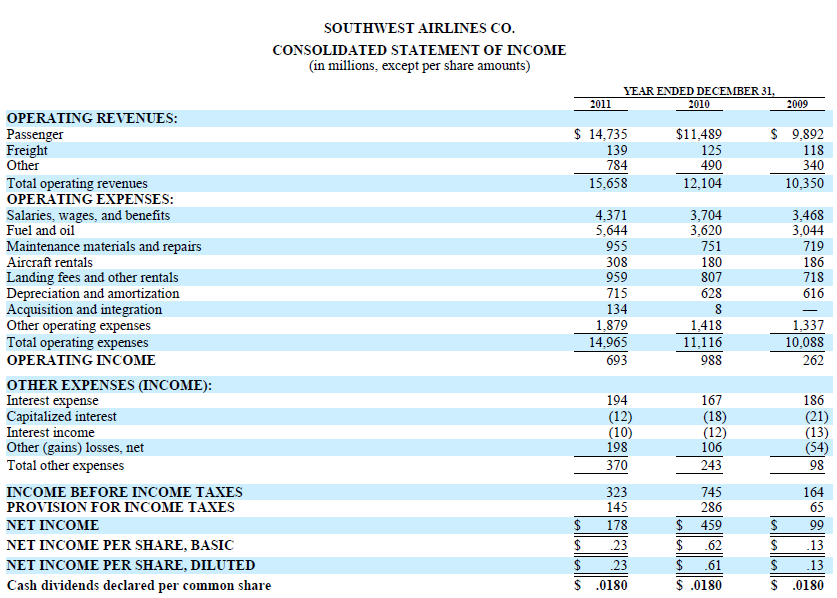 SOUTHWEST AIRLINES CO.
CONSOLIDATED STATEMENT OF INCOME
(in millions, except per share amounts)
YEAR ENDED DECEMBER 31,
2011 2010 2009
OPERATING REVENUES:
Passenger $ 14,735 $11,489 $ 9,892
Freight 139 125 118
Other 784 490 340
Total operating revenues 15,658 12,104 10,350
OPERATING EXPENSES:
Salaries, wages, and benefits 4,371 3,704 3,468
Fuel and oil 5,644 3,620 3,044
Maintenance materials and repairs 955 751 719
Aircraft rentals 308 180 186
Landing fees and other rentals 959 807 718
Depreciation and amortization 715 628 616
Acquisition and integration 134 8 —
Other operating expenses 1,879 1,418 1,337
Total operating expenses 14,965 11,116 10,088
OPERATING INCOME 693 988 262
OTHER EXPENSES (INCOME):
Interest expense 194 167 186
Capitalized interest (12) (18) (21)
Interest income (10) (12) (13)
Other (gains) losses, net 198 106 (54)
Total other expenses 370 243 98
INCOME BEFORE INCOME TAXES 323 745 164
PROVISION FOR INCOME TAXES 145 286 65
NET INCOME $ 178 $ 459 $ 99
NET INCOME PER SHARE, BASIC $ .23 $ .62 $ .13
NET INCOME PER SHARE, DILUTED $ .23 $ .61 $ .13
Cash dividends declared per common share $ .0180 $ .0180 $ .0180